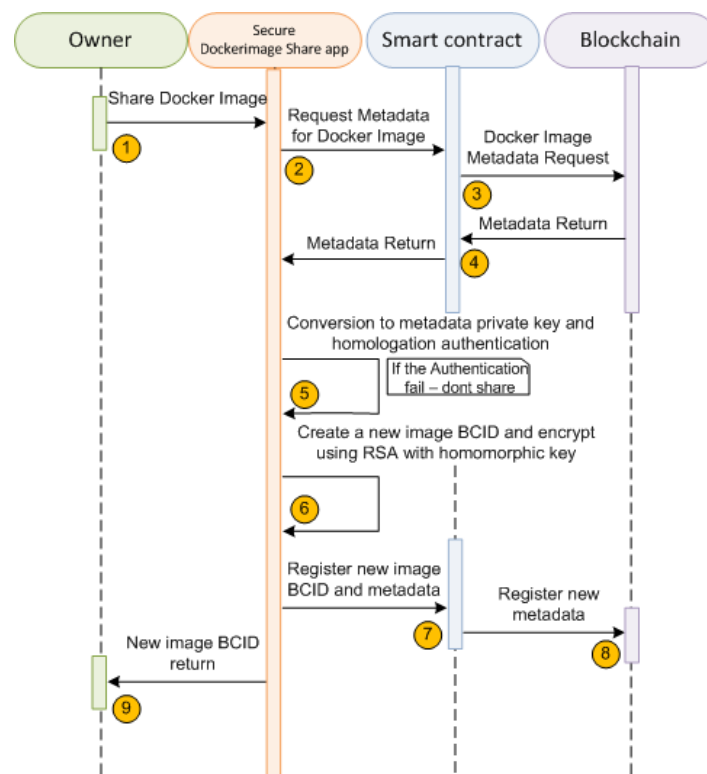 Owner
Secure
Dockerimage Share app
Smart contract
Blockchain
Share Docker Image
1
Request Metadata
for Docker Image
2
Docker Image
Metadata Request
3
Metadata Return
4
Metadata Return
Conversion to metadata private key and
homologation authentication
If the Authentication
fail – dont share
5
Create a new image BCID and encrypt
using RSA with homomorphic key
6
Register new image
BCID and metadata
7
Register new
metadata
8
New image BCID
return
9